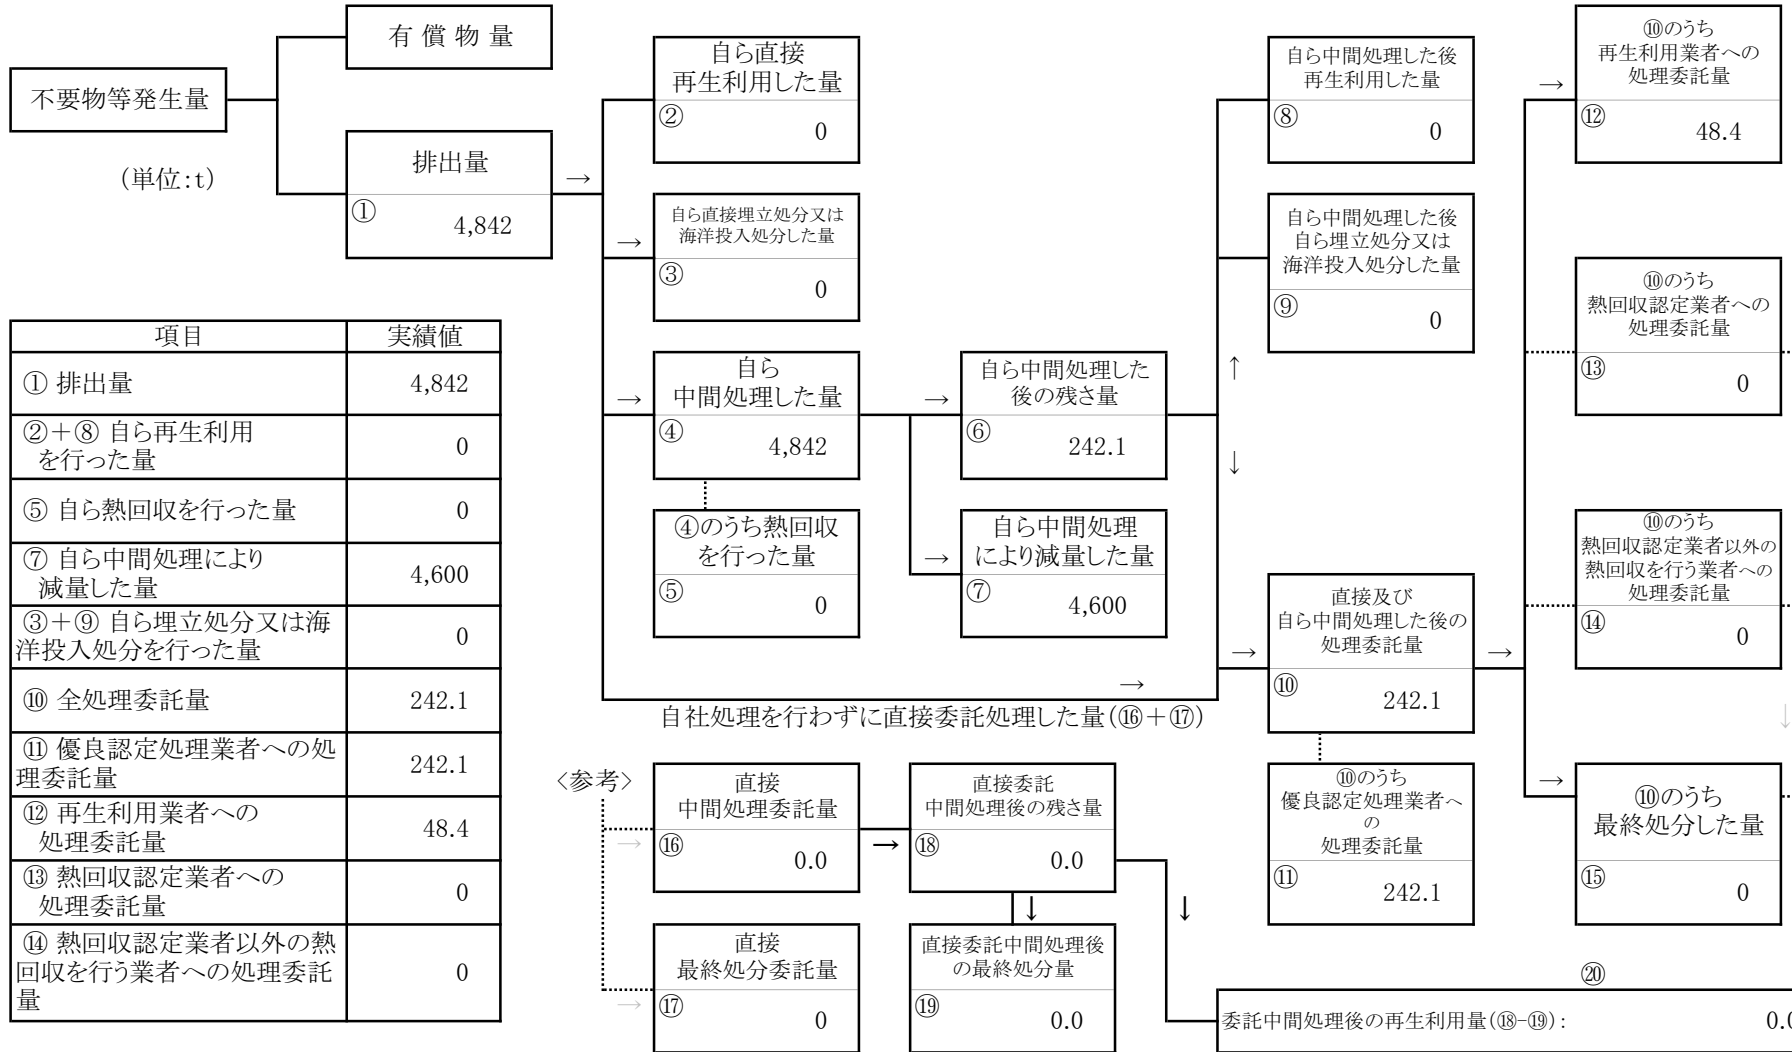 有 償 物 量
不要物等発生量
(単位:t)
排出量
①
4,842
→
自ら直接
再生利用した量
②
0
→
自ら直接埋立処分又は
海洋投入処分した量
③
0
→
自ら
中間処理した量
④
4,842
④のうち熱回収
を行った量
⑤
0
→
自ら中間処理した
後の残さ量
⑥
242.1
→
自ら中間処理
により減量した量
⑦
4,600
↑
↓
自ら中間処理した後
再生利用した量
⑧
0
自ら中間処理した後
自ら埋立処分又は
海洋投入処分した量
⑨
0
→
自社処理を行わずに直接委託処理した量(⑯+⑰)
→
直接及び
自ら中間処理した後の
処理委託量
⑩
242.1
⑩のうち
優良認定処理業者へ
の
処理委託量
⑪
242.1
→
→
⑩のうち
再生利用業者への
処理委託量
⑫
48.4
⑩のうち
熱回収認定業者への
処理委託量
⑬
0
⑩のうち
熱回収認定業者以外の
熱回収を行う業者への
処理委託量
⑭
0
↓
→
⑩のうち
最終処分した量
⑮
0
項目 実績値
① 排出量 4,842
②+⑧ 自ら再生利用
を行った量 0
⑤ 自ら熱回収を行った量 0
⑦ 自ら中間処理により
減量した量 4,600
③+⑨ 自ら埋立処分又は海
洋投入処分を行った量 0
⑩ 全処理委託量 242.1
⑪ 優良認定処理業者への処
理委託量 242.1
⑫ 再生利用業者への
処理委託量 48.4
⑬ 熱回収認定業者への
処理委託量 0
⑭ 熱回収認定業者以外の熱
回収を行う業者への処理委託
量 0
<参考>
→
直接
中間処理委託量
⑯
0.0
→
直接委託
中間処理後の残さ量
⑱
0.0
→
直接
最終処分委託量
⑰
0
↓
直接委託中間処理後
の最終処分量
⑲
0.0
↓
⑳
委託中間処理後の再生利用量(⑱-⑲): 0.0